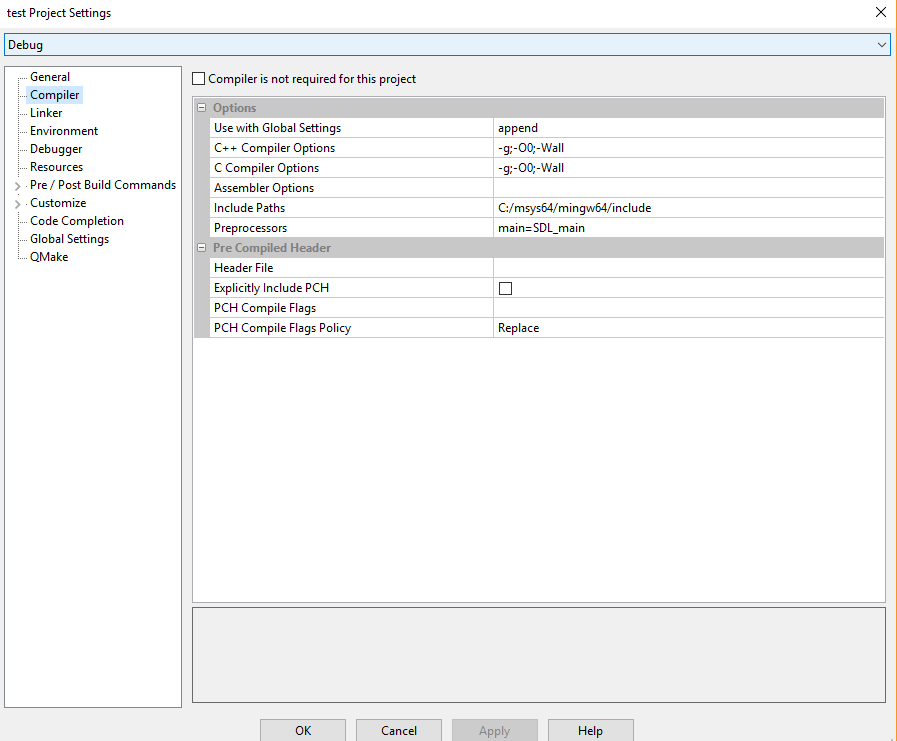 test Project Settings
Debug
General
Compiler
Linker
Environment
Debugger
Resources
Pre / Post Build Commands
Customize
Code Completion
Global Settings
QMake
Compiler is not required for this project
Options
Use with Global Settings append
C++ Compiler Options -g;-O0;-Wall
C Compiler Options -g;-O0;-Wall
Assembler Options
Include Paths C:/msys64/mingw64/include
Preprocessors main=SDL_main
Pre Compiled Header
Header File
Explicitly Include PCH
PCH Compile Flags
PCH Compile Flags Policy Replace
OK Cancel Apply Help